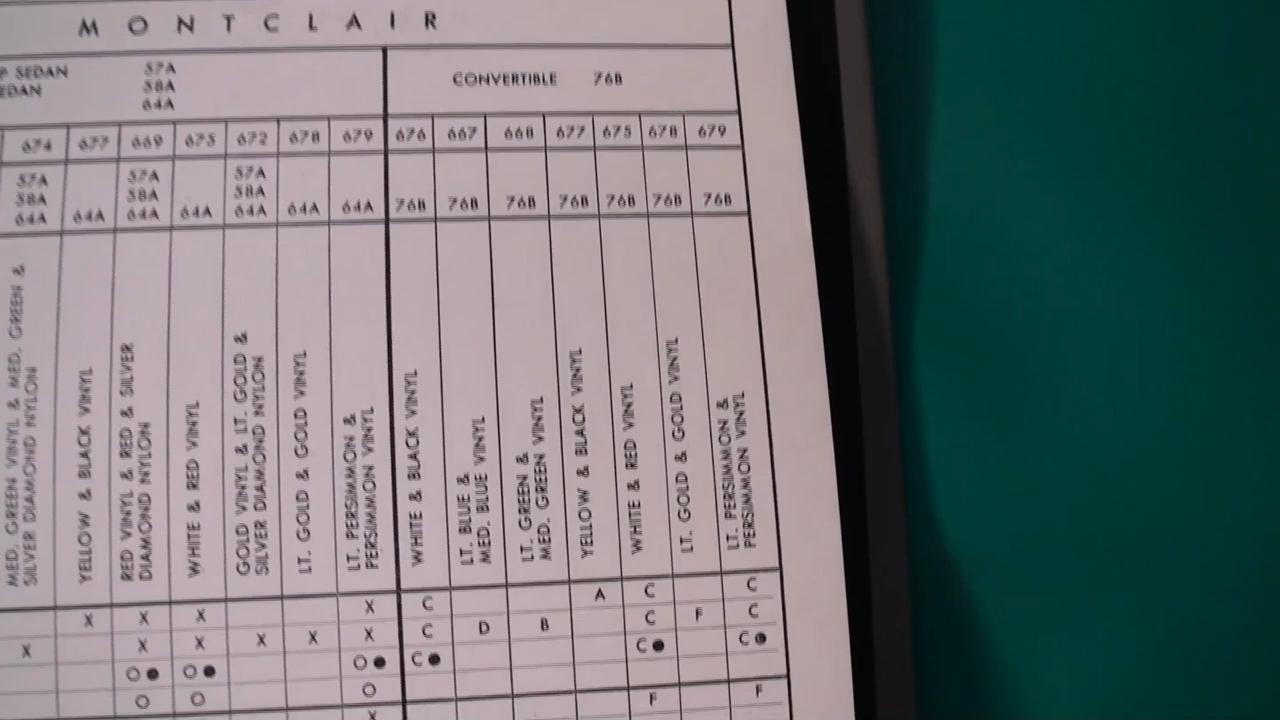 MONTCLAIR
P SEDAN 57A
EDAN 58A
64A
CONVERTIBLE 76B
674 677 669 675 672 678 679 676 667 668 677 675 678 679
57A 57A 57A
58A 58A 58A
64A 64A 64A 64A 64A 64A 64A 76B 76B 76B 76B 76B 76B 76B
MED. GREEN VINYL & MED. GREEN &
SILVER DIAMOND NYLON
YELLOW & BLACK VINYL
RED VINYL & RED & SILVER
DIAMOND NYLON
WHITE & RED VINYL
GOLD VINYL & LT. GOLD &
SILVER DIAMOND NYLON
LT. GOLD & GOLD VINYL
LT. PERSIMMON &
PERSIMMON VINYL
WHITE & BLACK VINYL
LT. BLUE &
MED. BLUE VINYL
LT. GREEN &
MED. GREEN VINYL
YELLOW & BLACK VINYL
WHITE & RED VINYL
LT. GOLD & GOLD VINYL
LT. PERSIMMON &
PERSIMMON VINYL
X X X X C A C C
X X X X X X C D B C F C
O ● O ● O ● C ● C ● C ●
O O O F F
X